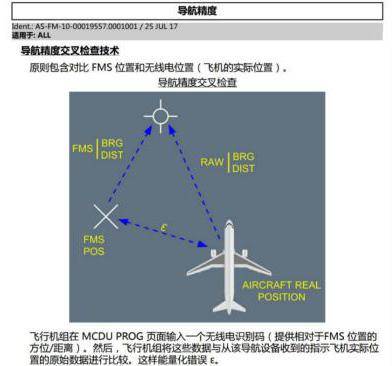 导航精度
Ident.: AS-FM-10-00019557.0001001 / 25 JUL 17
适用于: ALL
导航精度交叉检查技术
原则包含对比 FMS 位置和无线电位置（飞机的实际位置）。
导航精度交叉检查
FMS BRG DIST
RAW BRG DIST
ε
FMS POS
AIRCRAFT REAL POSITION
飞行机组在 MCDU PROG 页面输入一个无线电识别码（提供相对于FMS 位置的
方位/距离）。然后，飞行机组将这些数据与从该导航设备收到的指示飞机实际位
置的原始数据进行比较。这样能量化错误 ε。